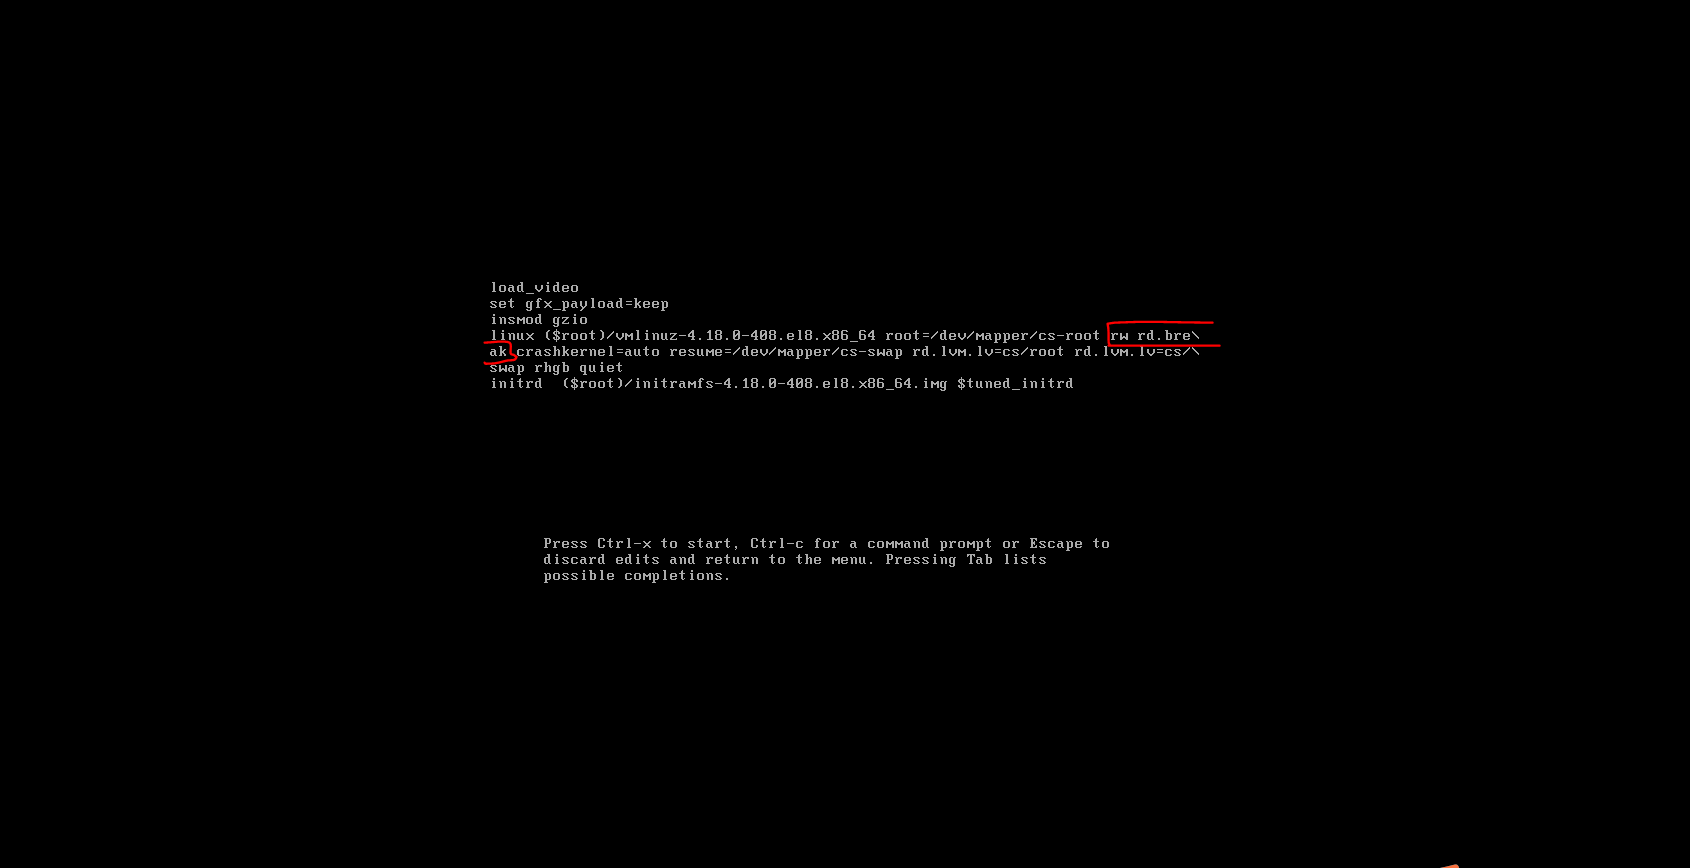 load_video
set gfx_payload=keep
insmod gzio
linux ($root)/vmlinuz-4.18.0-408.el8.x86_64 root=/dev/mapper/cs-root rw rd.bre\
ak crashkernel=auto resume=/dev/mapper/cs-swap rd.lvm.lv=cs/root rd.lvm.lv=cs/\
swap rhgb quiet
initrd  ($root)/initramfs-4.18.0-408.el8.x86_64.img $tuned_initrd
Press Ctrl-x to start, Ctrl-c for a command prompt or Escape to
discard edits and return to the menu. Pressing Tab lists
possible completions.